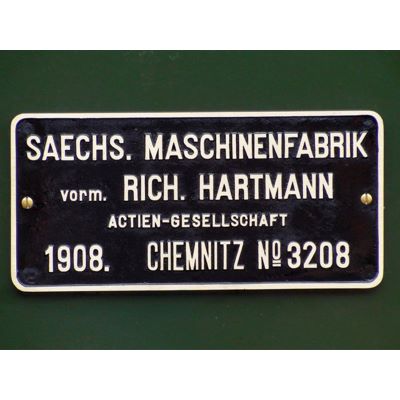 SAECHS. MASCHINENFABRIK
vorm. RICH. HARTMANN
ACTIEN-GESELLSCHAFT
1908. CHEMNITZ № 3208